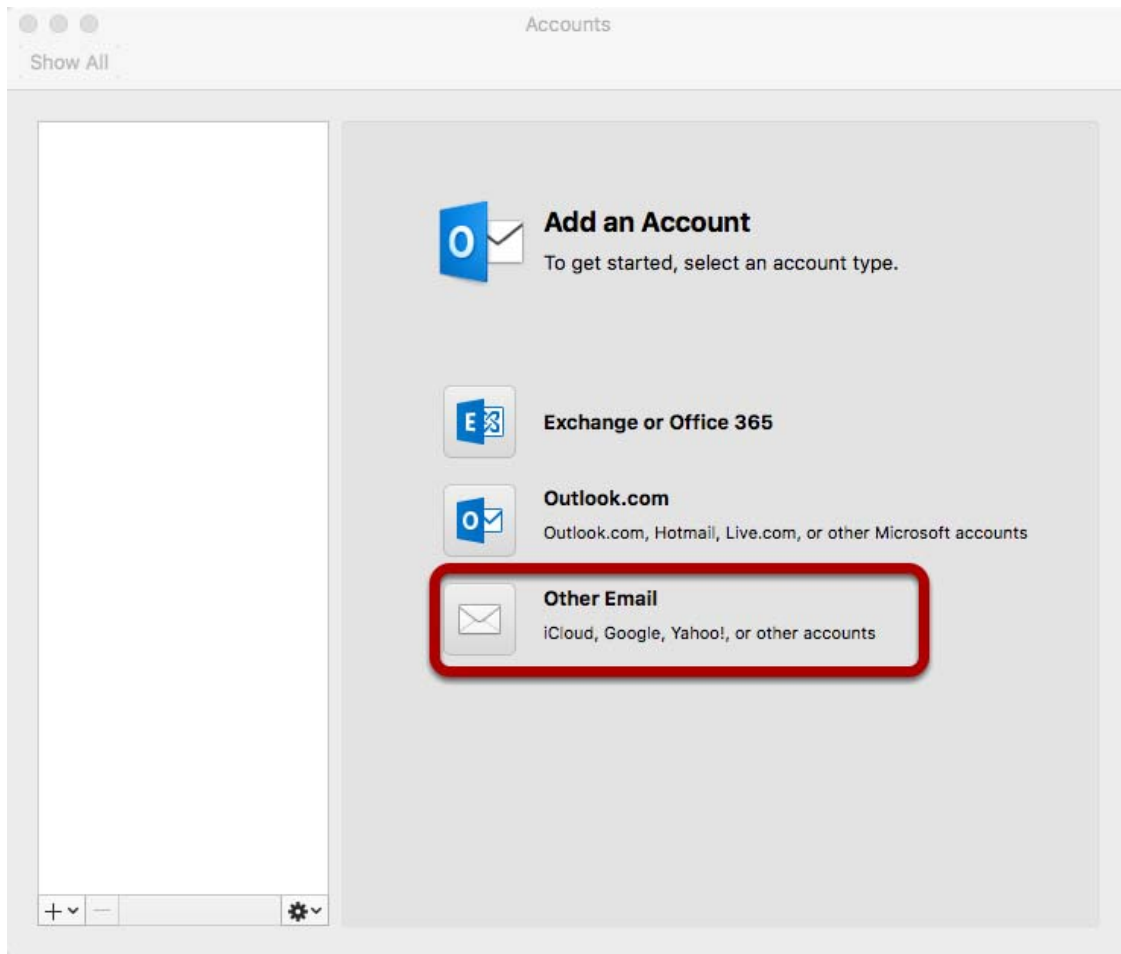 Accounts
Show All
Add an Account
To get started, select an account type.
Exchange or Office 365
Outlook.com
Outlook.com, Hotmail, Live.com, or other Microsoft accounts
Other Email
iCloud, Google, Yahoo!, or other accounts